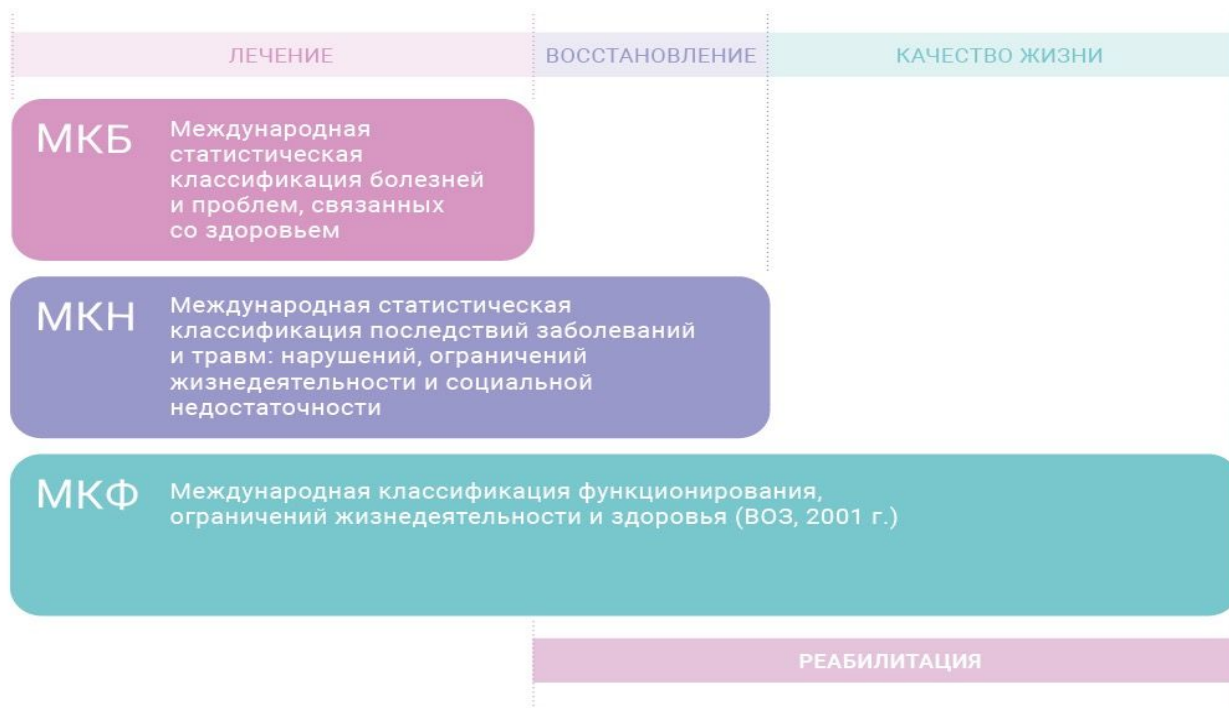 ЛЕЧЕНИЕ
ВОССТАНОВЛЕНИЕ
КАЧЕСТВО ЖИЗНИ
МКБ
Международная
статистическая
классификация болезней
и проблем, связанных
со здоровьем
МКН
Международная статистическая
классификация последствий заболеваний
и травм: нарушений, ограничений
жизнедеятельности и социальной
недостаточности
МКФ
Международная классификация функционирования,
ограничений жизнедеятельности и здоровья (ВОЗ, 2001 г.)
РЕАБИЛИТАЦИЯ